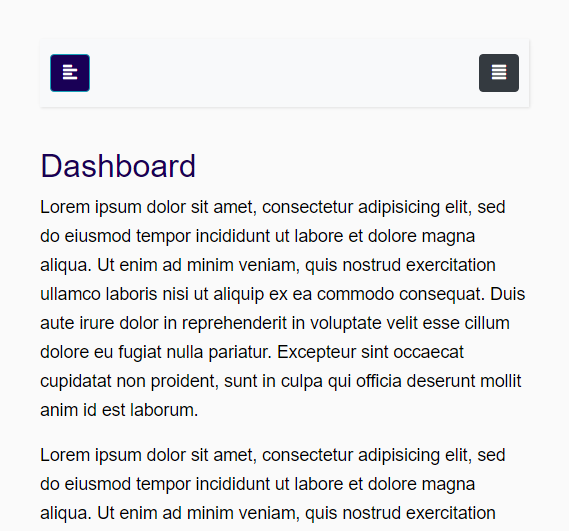 Dashboard
Lorem ipsum dolor sit amet, consectetur adipisicing elit, sed
do eiusmod tempor incididunt ut labore et dolore magna
aliqua. Ut enim ad minim veniam, quis nostrud exercitation
ullamco laboris nisi ut aliquip ex ea commodo consequat. Duis
aute irure dolor in reprehenderit in voluptate velit esse cillum
dolore eu fugiat nulla pariatur. Excepteur sint occaecat
cupidatat non proident, sunt in culpa qui officia deserunt mollit
anim id est laborum.
Lorem ipsum dolor sit amet, consectetur adipisicing elit, sed
do eiusmod tempor incididunt ut labore et dolore magna
aliqua. Ut enim ad minim veniam, quis nostrud exercitation